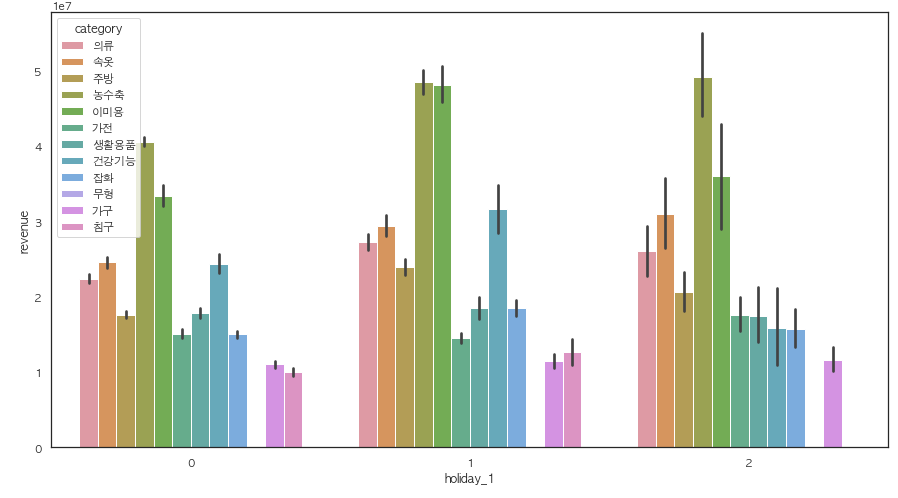 1e7
category
의류
속옷
주방
농수축
이미용
가전
생활용품
건강기능
잡화
무형
가구
침구
revenue
5
4
3
2
1
0
0 1 2
holiday_1